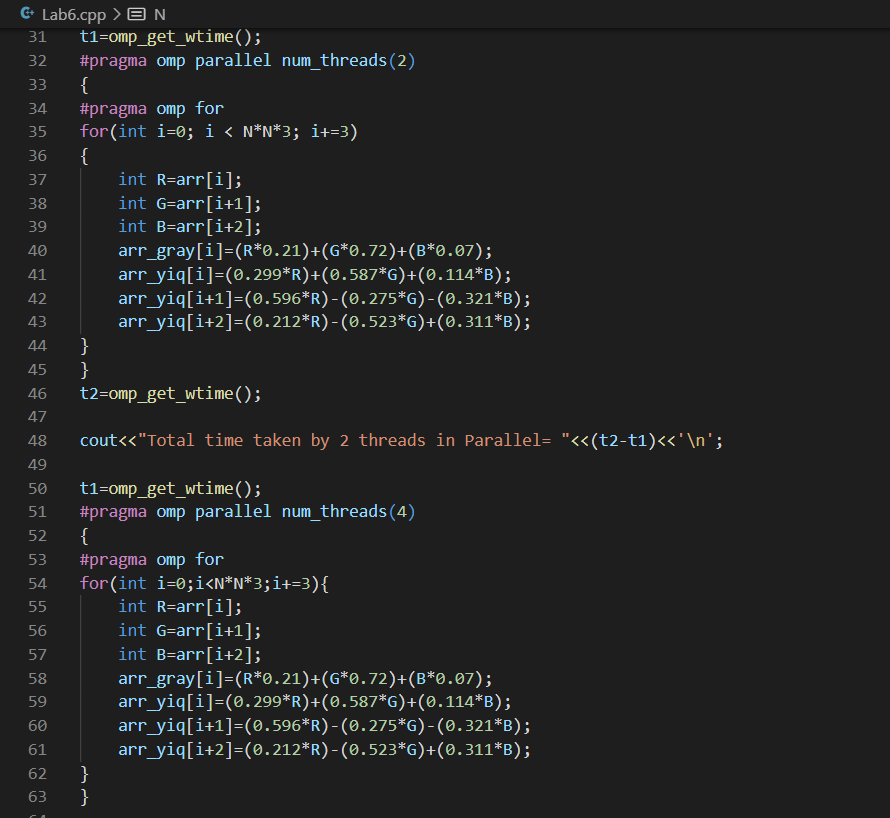 Lab6.cpp > N
31 t1=omp_get_wtime();
32 #pragma omp parallel num_threads(2)
33 {
34 #pragma omp for
35 for(int i=0; i < N*N*3; i+=3)
36 {
37     int R=arr[i];
38     int G=arr[i+1];
39     int B=arr[i+2];
40     arr_gray[i]=(R*0.21)+(G*0.72)+(B*0.07);
41     arr_yiq[i]=(0.299*R)+(0.587*G)+(0.114*B);
42     arr_yiq[i+1]=(0.596*R)-(0.275*G)-(0.321*B);
43     arr_yiq[i+2]=(0.212*R)-(0.523*G)+(0.311*B);
44 }
45 }
46 t2=omp_get_wtime();
47
48 cout<<"Total time taken by 2 threads in Parallel= "<<(t2-t1)<<'\n';
49
50 t1=omp_get_wtime();
51 #pragma omp parallel num_threads(4)
52 {
53 #pragma omp for
54 for(int i=0;i<N*N*3;i+=3){
55     int R=arr[i];
56     int G=arr[i+1];
57     int B=arr[i+2];
58     arr_gray[i]=(R*0.21)+(G*0.72)+(B*0.07);
59     arr_yiq[i]=(0.299*R)+(0.587*G)+(0.114*B);
60     arr_yiq[i+1]=(0.596*R)-(0.275*G)-(0.321*B);
61     arr_yiq[i+2]=(0.212*R)-(0.523*G)+(0.311*B);
62 }
63 }